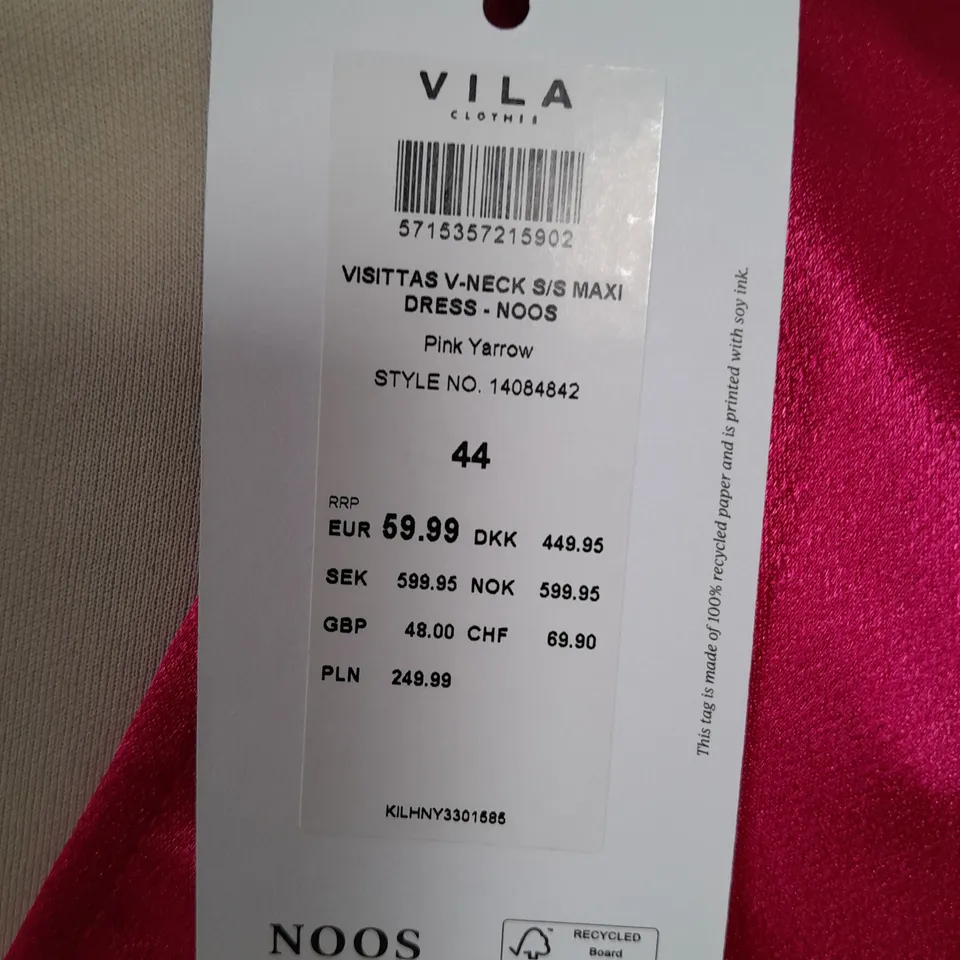 VILA
CLOTHES
5715357215902
VISITTAS V-NECK S/S MAXI
DRESS - NOOS
Pink Yarrow
STYLE NO. 14084842
44
RRP
EUR 59.99 DKK 449.95
SEK 599.95 NOK 599.95
GBP 48.00 CHF 69.90
PLN 249.99
KILHNY3301585
This tag is made of 100% recycled paper and is printed with soy ink.
NOOS
RECYCLED
Board